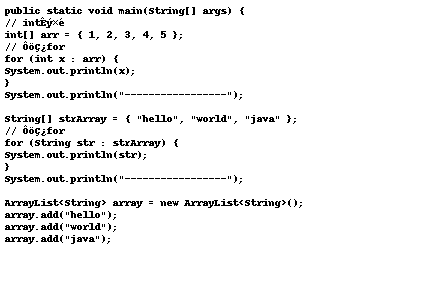 public static void main(String[] args) {
// intÊý×é
int[] arr = { 1, 2, 3, 4, 5 };
// ÔöÇ¿for
for (int x : arr) {
System.out.println(x);
}
System.out.println("-----------------");
String[] strArray = { "hello", "world", "java" };
// ÔöÇ¿for
for (String str : strArray) {
System.out.println(str);
}
System.out.println("-----------------");
ArrayList<String> array = new ArrayList<String>();
array.add("hello");
array.add("world");
array.add("java");